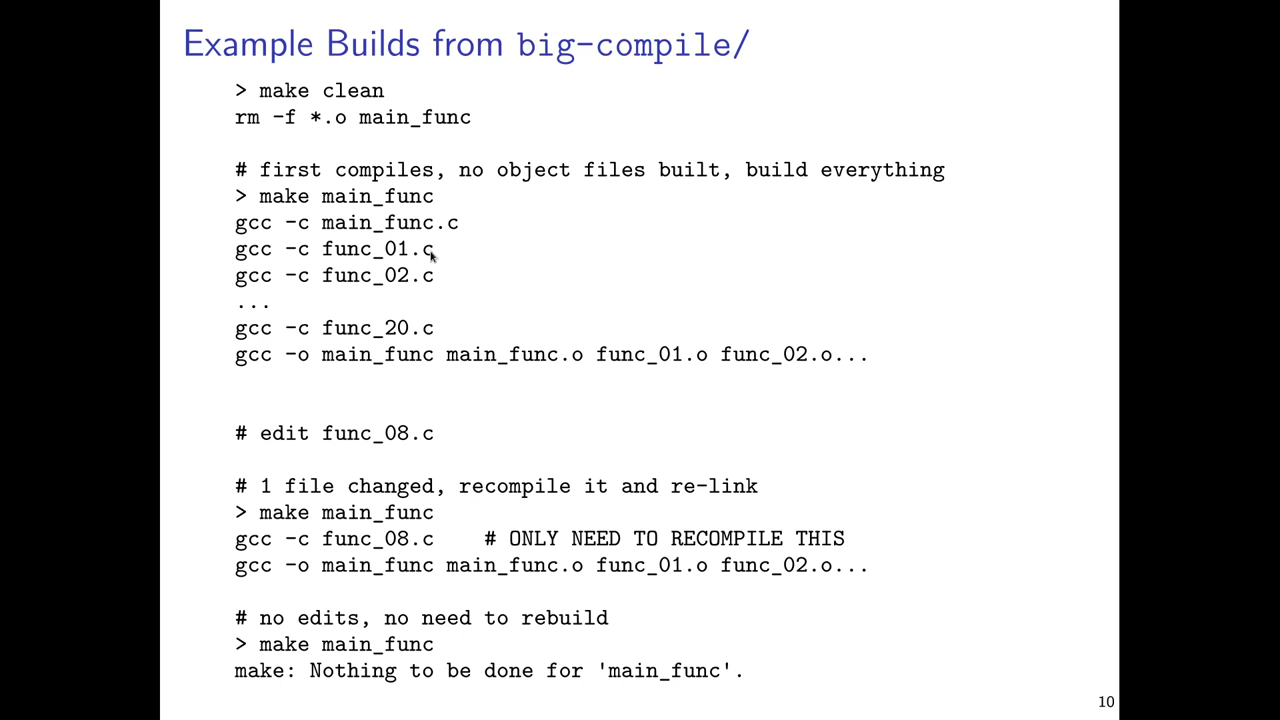 Example Builds from big-compile/
> make clean
rm -f *.o main_func
# first compiles, no object files built, build everything
> make main_func
gcc -c main_func.c
gcc -c func_01.c
gcc -c func_02.c
...
gcc -c func_20.c
gcc -o main_func main_func.o func_01.o func_02.o...
# edit func_08.c
# 1 file changed, recompile it and re-link
> make main_func
gcc -c func_08.c    # ONLY NEED TO RECOMPILE THIS
gcc -o main_func main_func.o func_01.o func_02.o...
# no edits, no need to rebuild
> make main_func
make: Nothing to be done for 'main_func'.
10